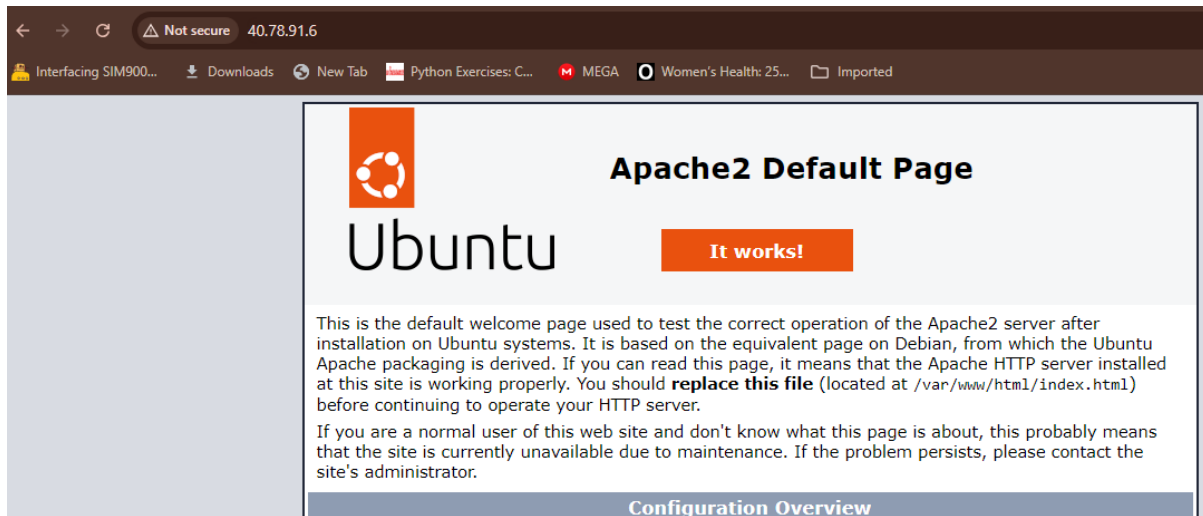 Not secure 40.78.91.6
Interfacing SIM900... Downloads New Tab Python Exercises: C... MEGA Women's Health: 25... Imported
Apache2 Default Page
Ubuntu
It works!
This is the default welcome page used to test the correct operation of the Apache2 server after
installation on Ubuntu systems. It is based on the equivalent page on Debian, from which the Ubuntu
Apache packaging is derived. If you can read this page, it means that the Apache HTTP server installed
at this site is working properly. You should replace this file (located at /var/www/html/index.html)
before continuing to operate your HTTP server.
If you are a normal user of this web site and don't know what this page is about, this probably means
that the site is currently unavailable due to maintenance. If the problem persists, please contact the
site's administrator.
Configuration Overview